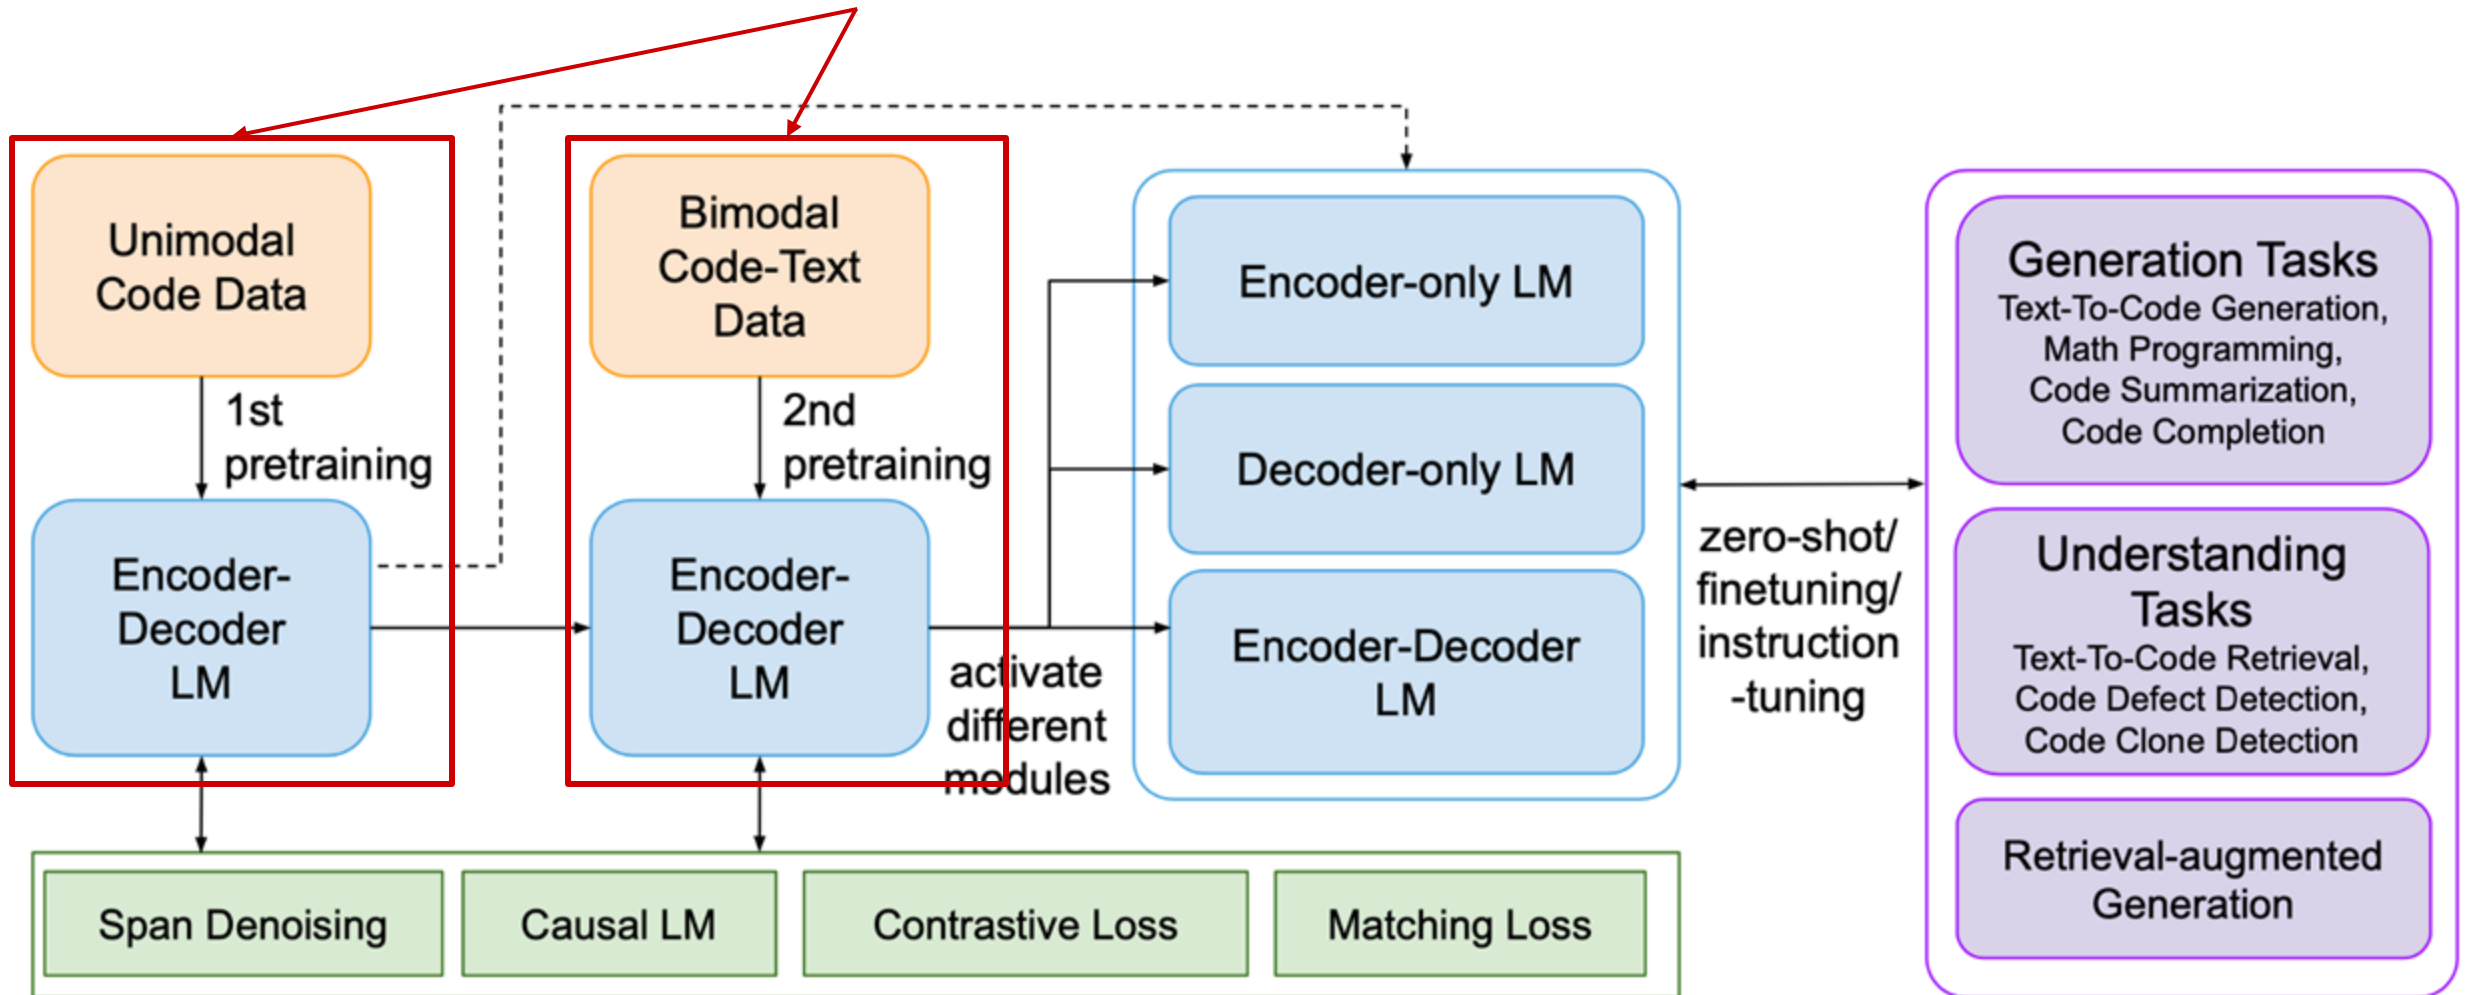 Unimodal
Code Data
1st
pretraining
Encoder-
Decoder
LM
Bimodal
Code-Text
Data
2nd
pretraining
Encoder-
Decoder
LM
activate
different
modules
Encoder-only LM
Decoder-only LM
Encoder-Decoder
LM
zero-shot/
finetuning/
instruction
-tuning
Generation Tasks
Text-To-Code Generation,
Math Programming,
Code Summarization,
Code Completion
Understanding
Tasks
Text-To-Code Retrieval,
Code Defect Detection,
Code Clone Detection
Retrieval-augmented
Generation
Span Denoising
Causal LM
Contrastive Loss
Matching Loss